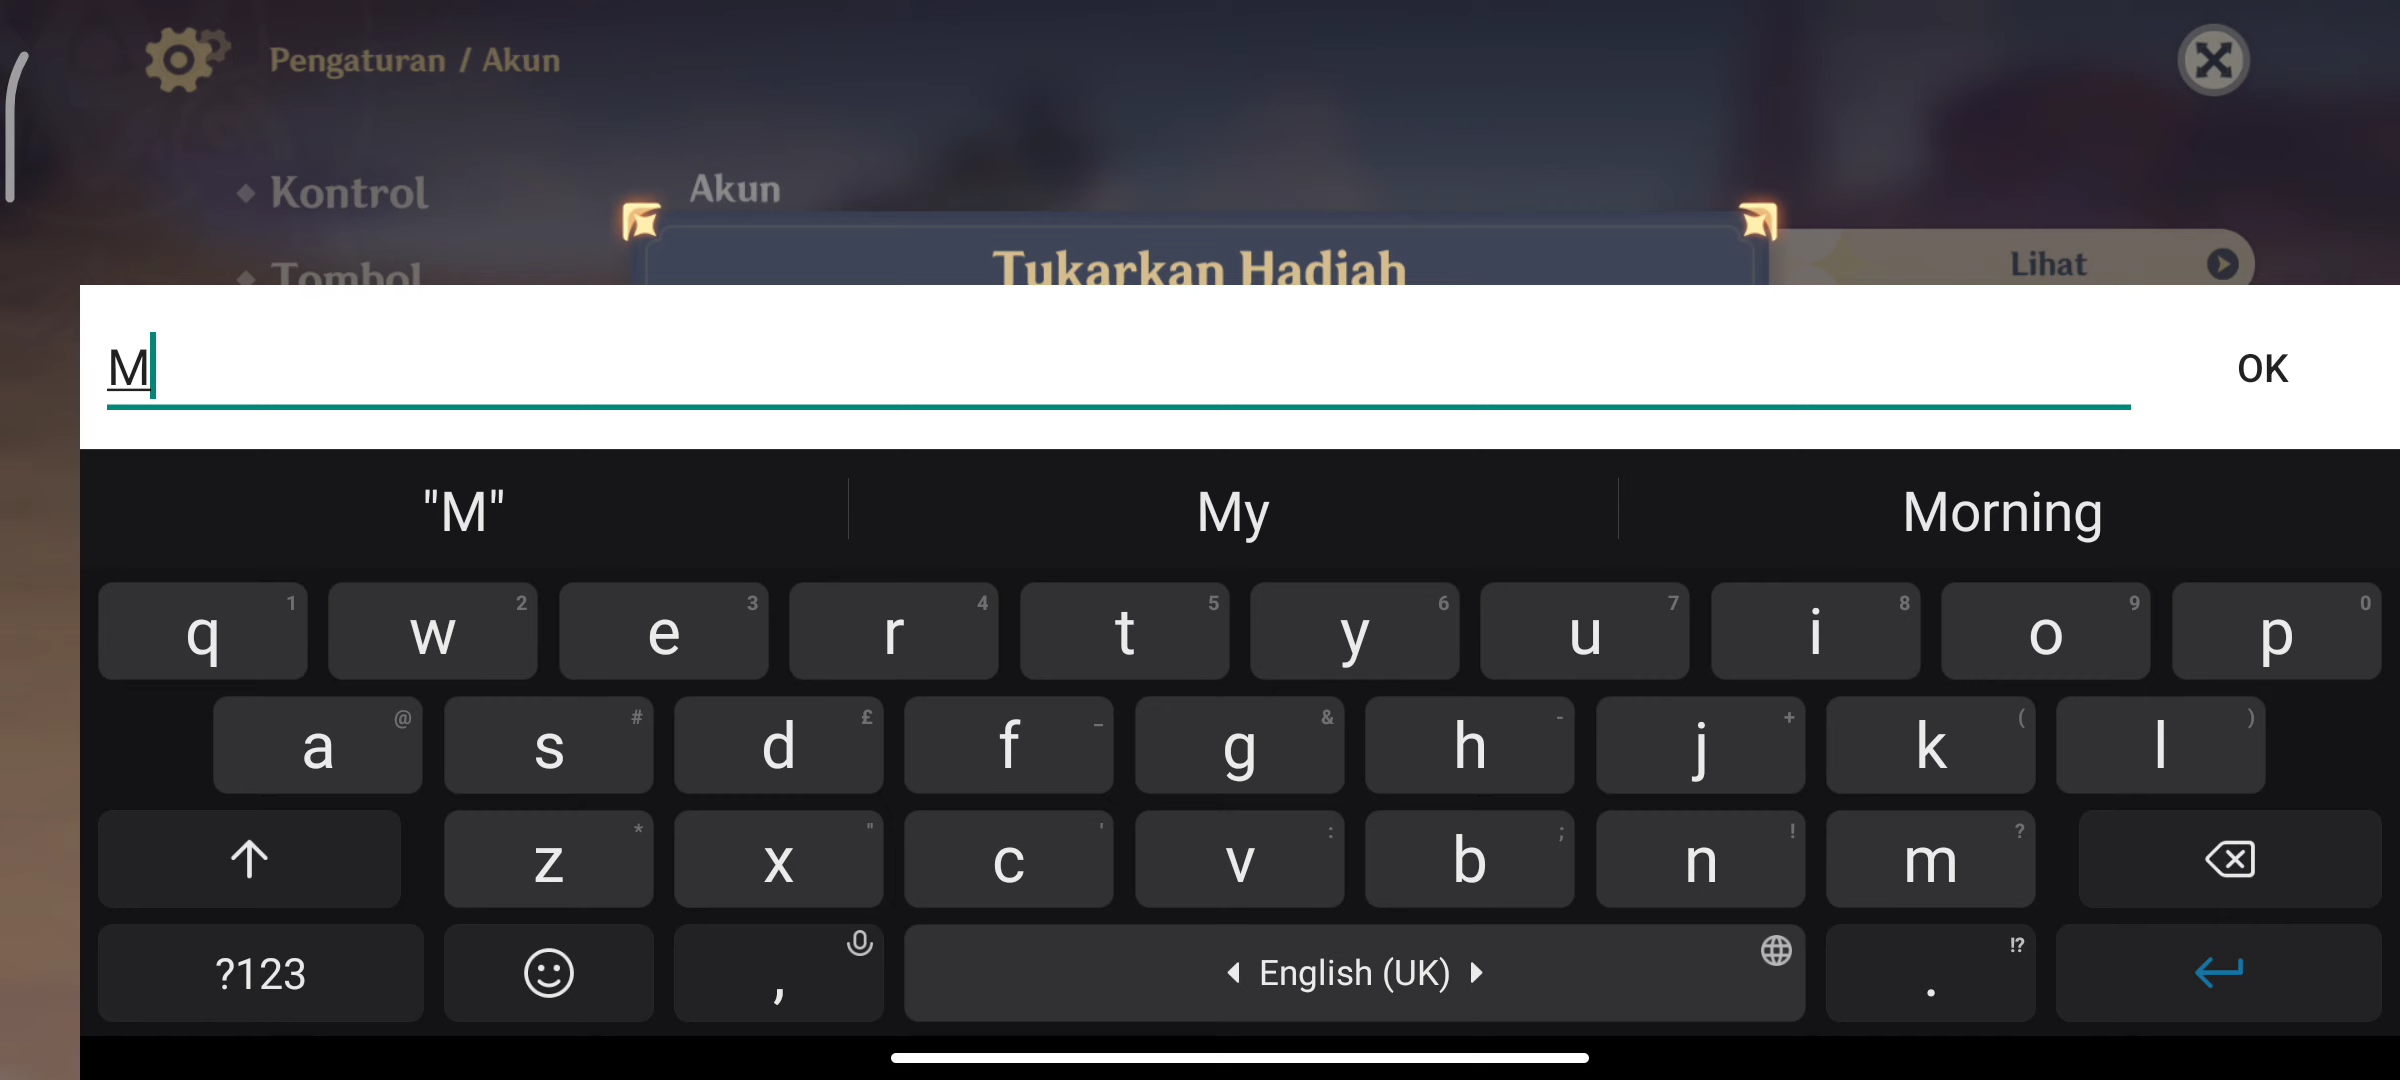 Pengaturan / Akun
Kontrol
Akun
Tombol
Tukarkan Hadiah
Lihat
M
OK
"M" My Morning
q 1 w 2 e 3 r 4 t 5 y 6 u 7 i 8 o 9 p 0
a @ s # d £ f _ g & h - j + k ( l )
z * x " c ' v : b ; n ! m ?
?123 , English (UK) . !?